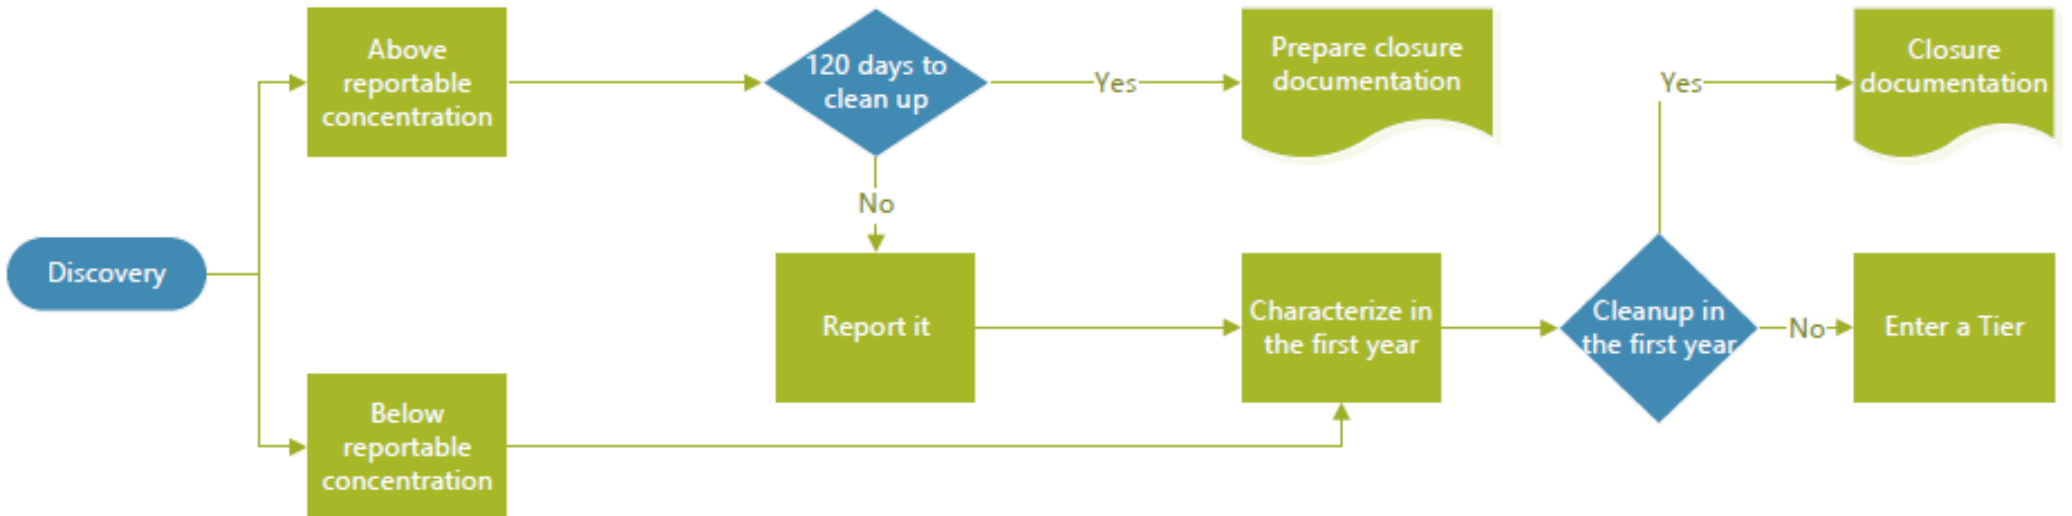 Above
reportable
concentration
120 days to
clean up
Yes
Prepare closure
documentation
Yes
Closure
documentation
No
Discovery
Report it
Characterize in
the first year
Cleanup in
the first year
No
Enter a Tier
Below
reportable
concentration